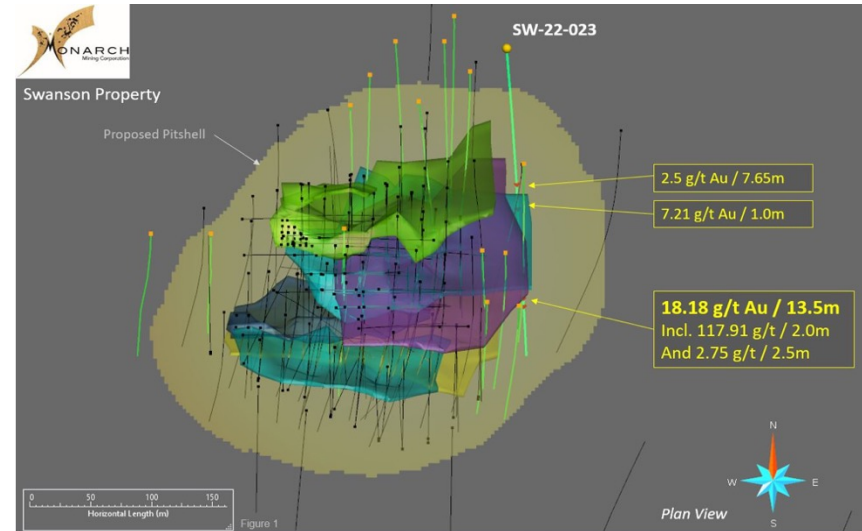 MONARCH
Mining Corporation
Swanson Property
SW-22-023
Proposed Pitshell
2.5 g/t Au / 7.65m
7.21 g/t Au / 1.0m
18.18 g/t Au / 13.5m
Incl. 117.91 g/t / 2.0m
And 2.75 g/t / 2.5m
N
W E
S
0 50 100 150
Horizontal Length (m)
Figure 1
Plan View